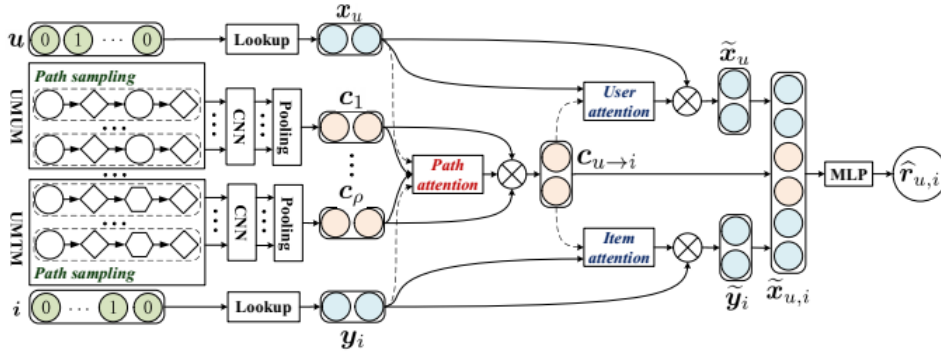 u 0 1 ... 0 Lookup x_u
Path sampling
UMUM
...
CNN
Pooling
c_1
...
c_ρ
Path
attention
UMTM
...
CNN
Pooling
Path sampling
i 0 ... 1 0 Lookup y_i
User
attention
c_{u→i}
Item
attention
x̃_u
ỹ_i
x̃_{u,i}
MLP
r̂_{u,i}